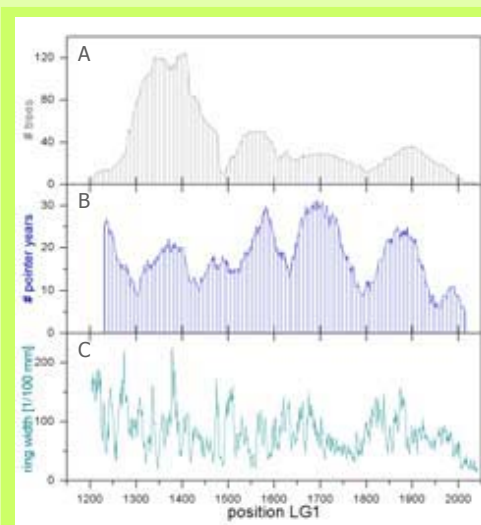 A
# trees
120
80
40
0
B
# pointer years
30
20
10
0
C
ring width [1/100 mm]
200
100
0
1200 1300 1400 1500 1600 1700 1800 1900 2000
position LG1